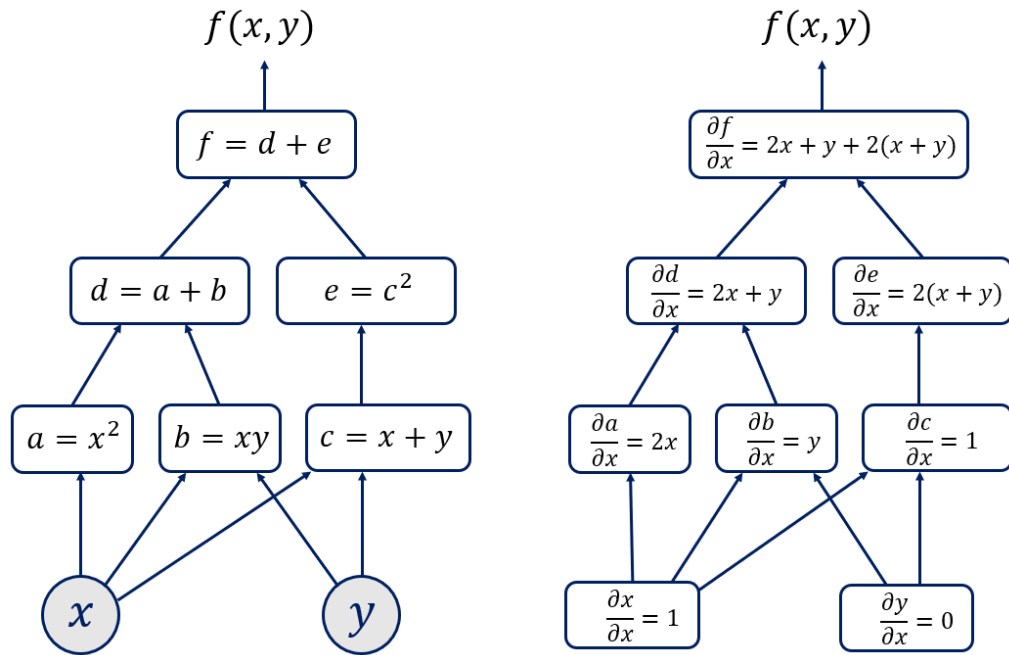 f(x, y)
f = d + e
d = a + b
e = c²
a = x²
b = xy
c = x + y
x
y
f(x, y)
∂f/∂x = 2x + y + 2(x + y)
∂d/∂x = 2x + y
∂e/∂x = 2(x + y)
∂a/∂x = 2x
∂b/∂x = y
∂c/∂x = 1
∂x/∂x = 1
∂y/∂x = 0